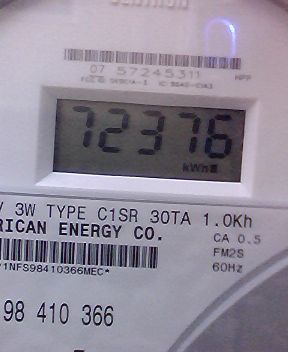 07 57245311
HPP
72376
kWh
V 3W TYPE C1SR 30TA 1.0Kh
RICAN ENERGY CO.
CA 0.5
FM2S
60Hz
1NFS98410366MEC*
98 410 366